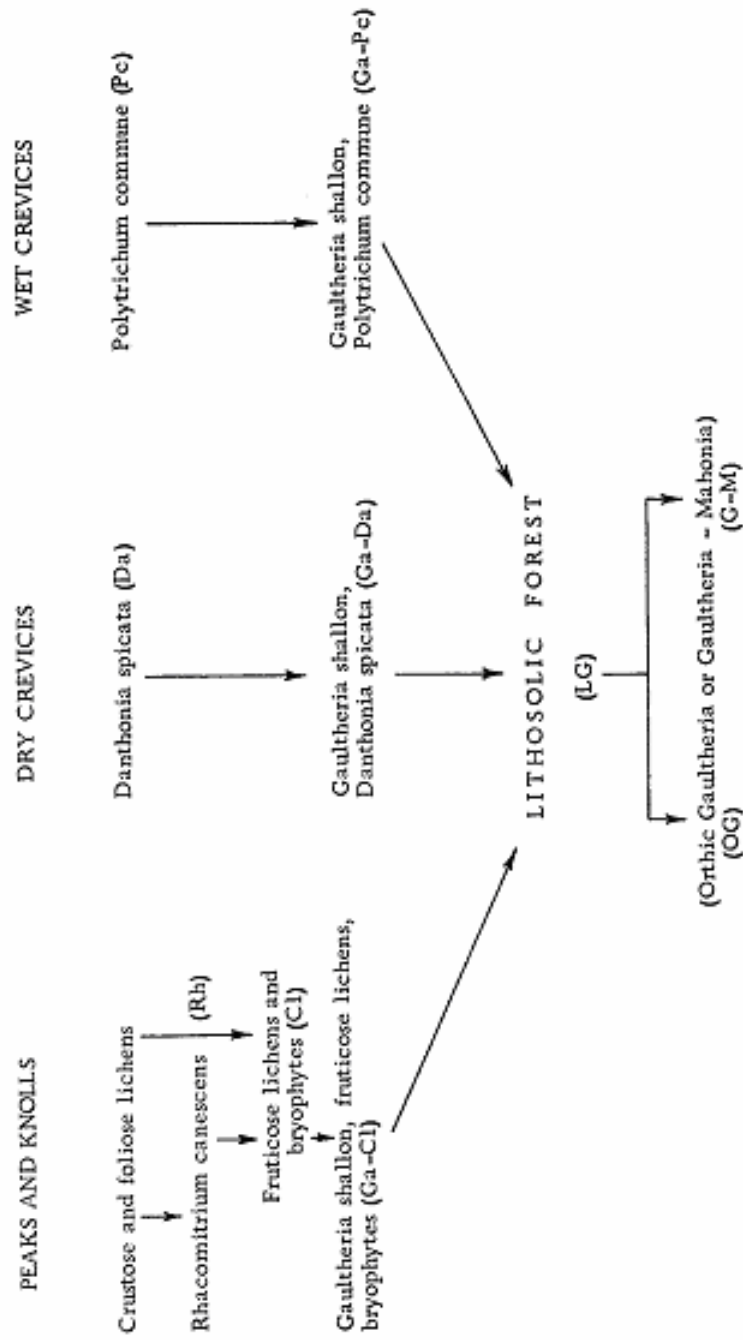 PEAKS AND KNOLLS
DRY CREVICES
WET CREVICES
Crustose and foliose lichens
Rhacomitrium canescens (Rh)
Fruticose lichens and
bryophytes (Cl)
Gaultheria shallon, fruticose lichens,
bryophytes (Ga-Cl)
Danthonia spicata (Da)
Gaultheria shallon,
Danthonia spicata (Ga-Da)
Polytrichum commune (Pc)
Gaultheria shallon,
Polytrichum commune (Ga-Pc)
LITHOSOLIC FOREST
(LG)
(Orthic Gaultheria or Gaultheria - Mahonia)
(OG) (G-M)